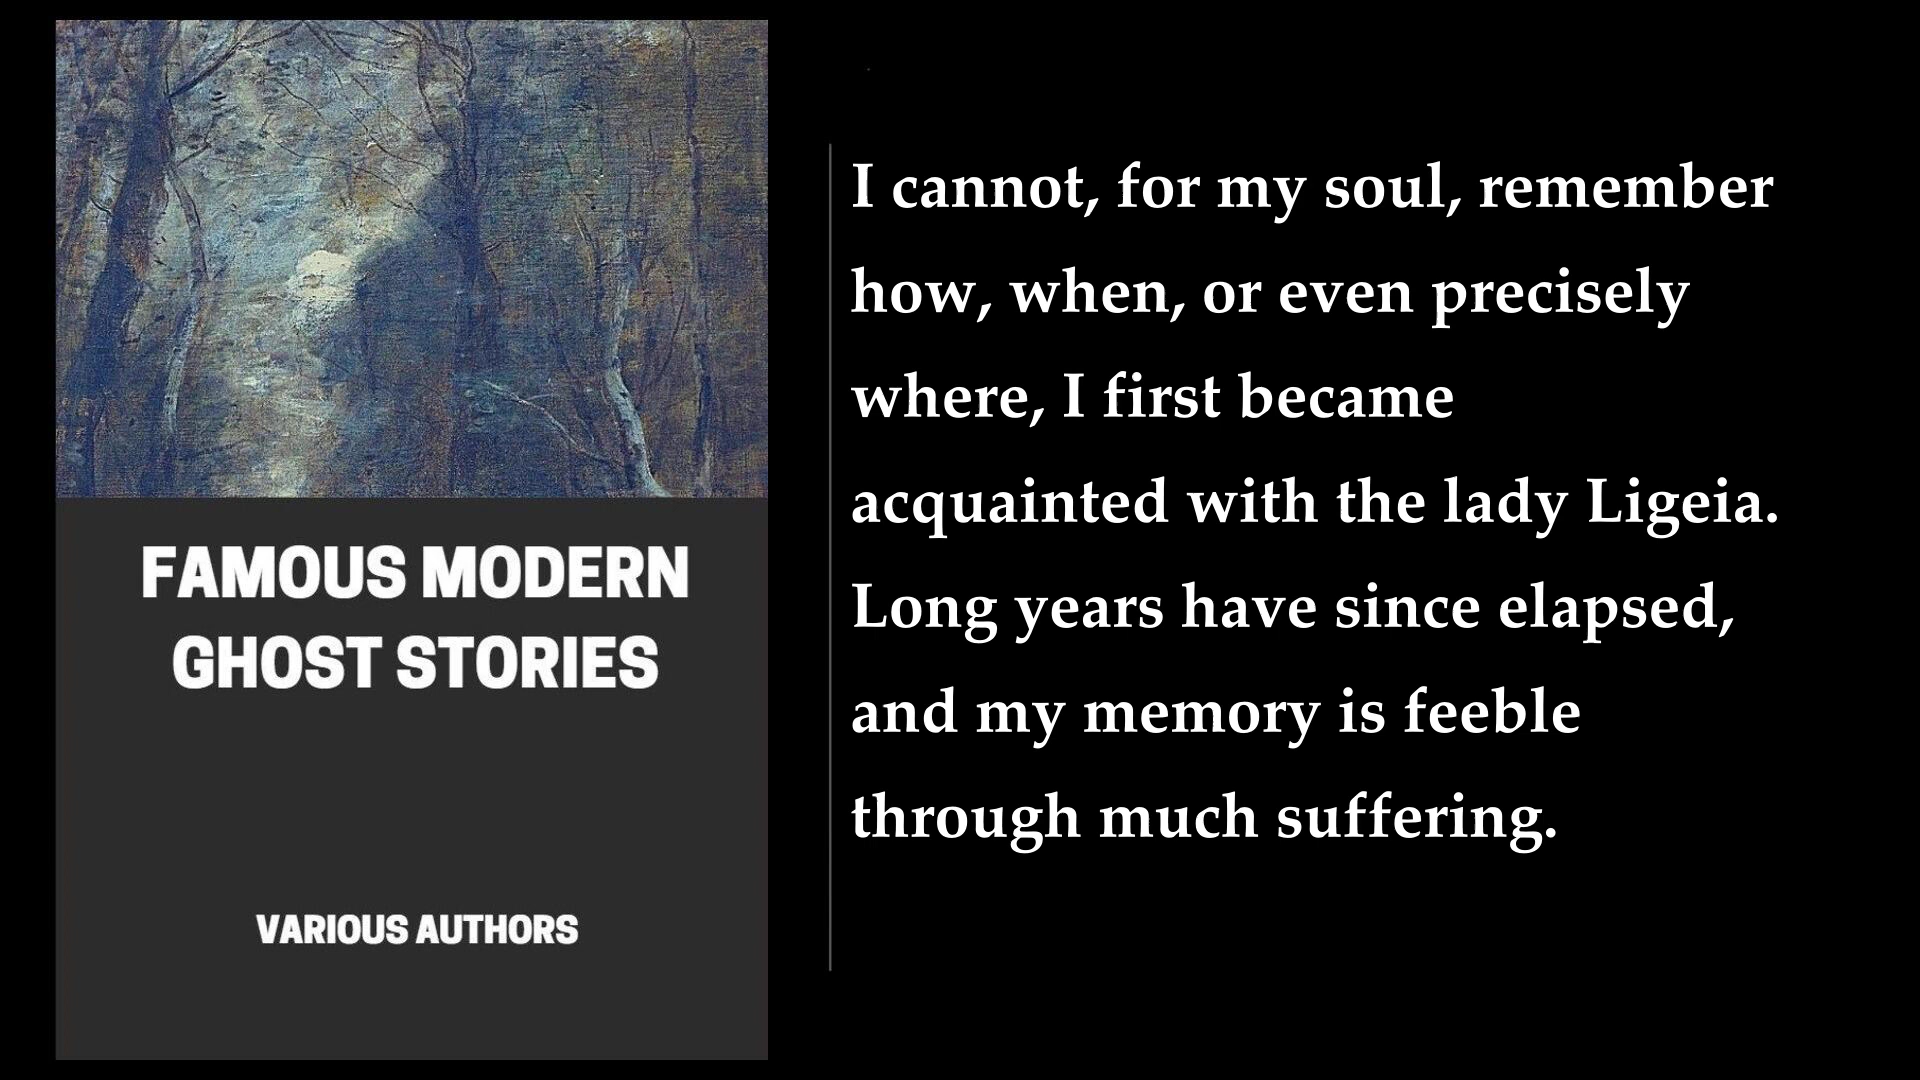 FAMOUS MODERN
GHOST STORIES
VARIOUS AUTHORS
I cannot, for my soul, remember
how, when, or even precisely
where, I first became
acquainted with the lady Ligeia.
Long years have since elapsed,
and my memory is feeble
through much suffering.